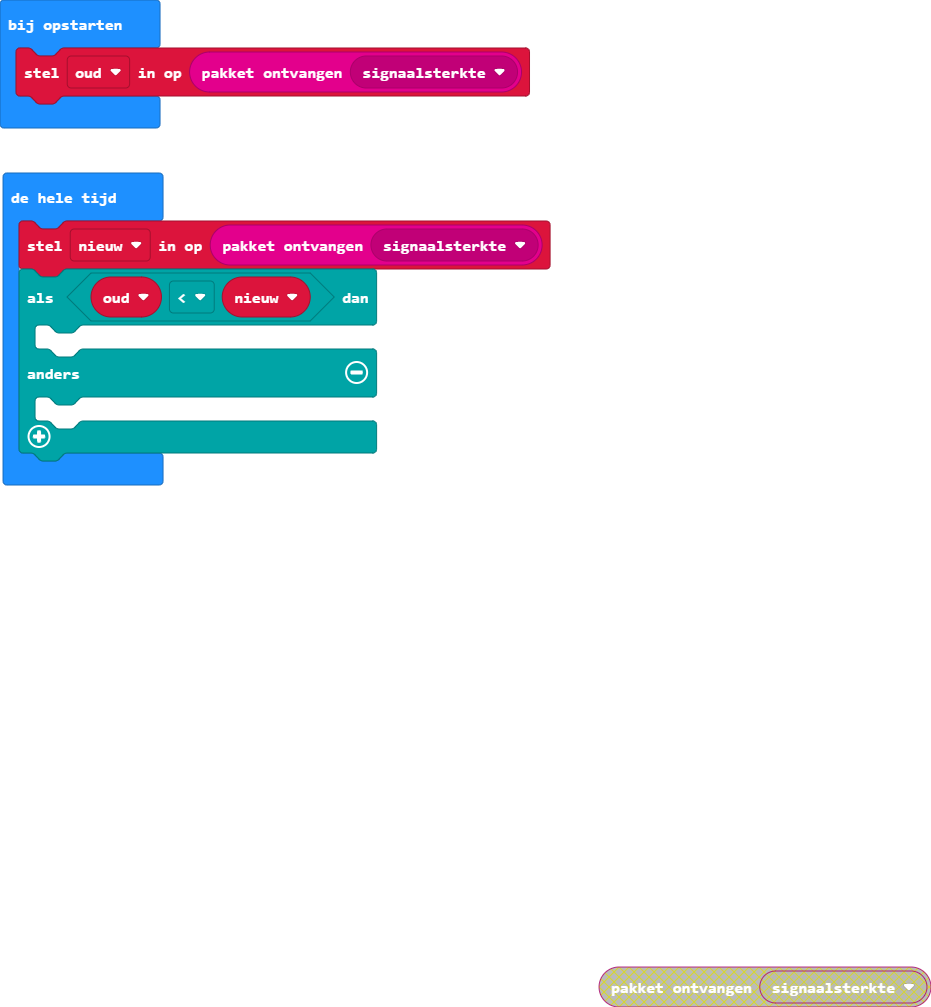 bij opstarten
stel oud in op pakket ontvangen signaalsterkte
de hele tijd
stel nieuw in op pakket ontvangen signaalsterkte
als oud < nieuw dan
anders
pakket ontvangen signaalsterkte